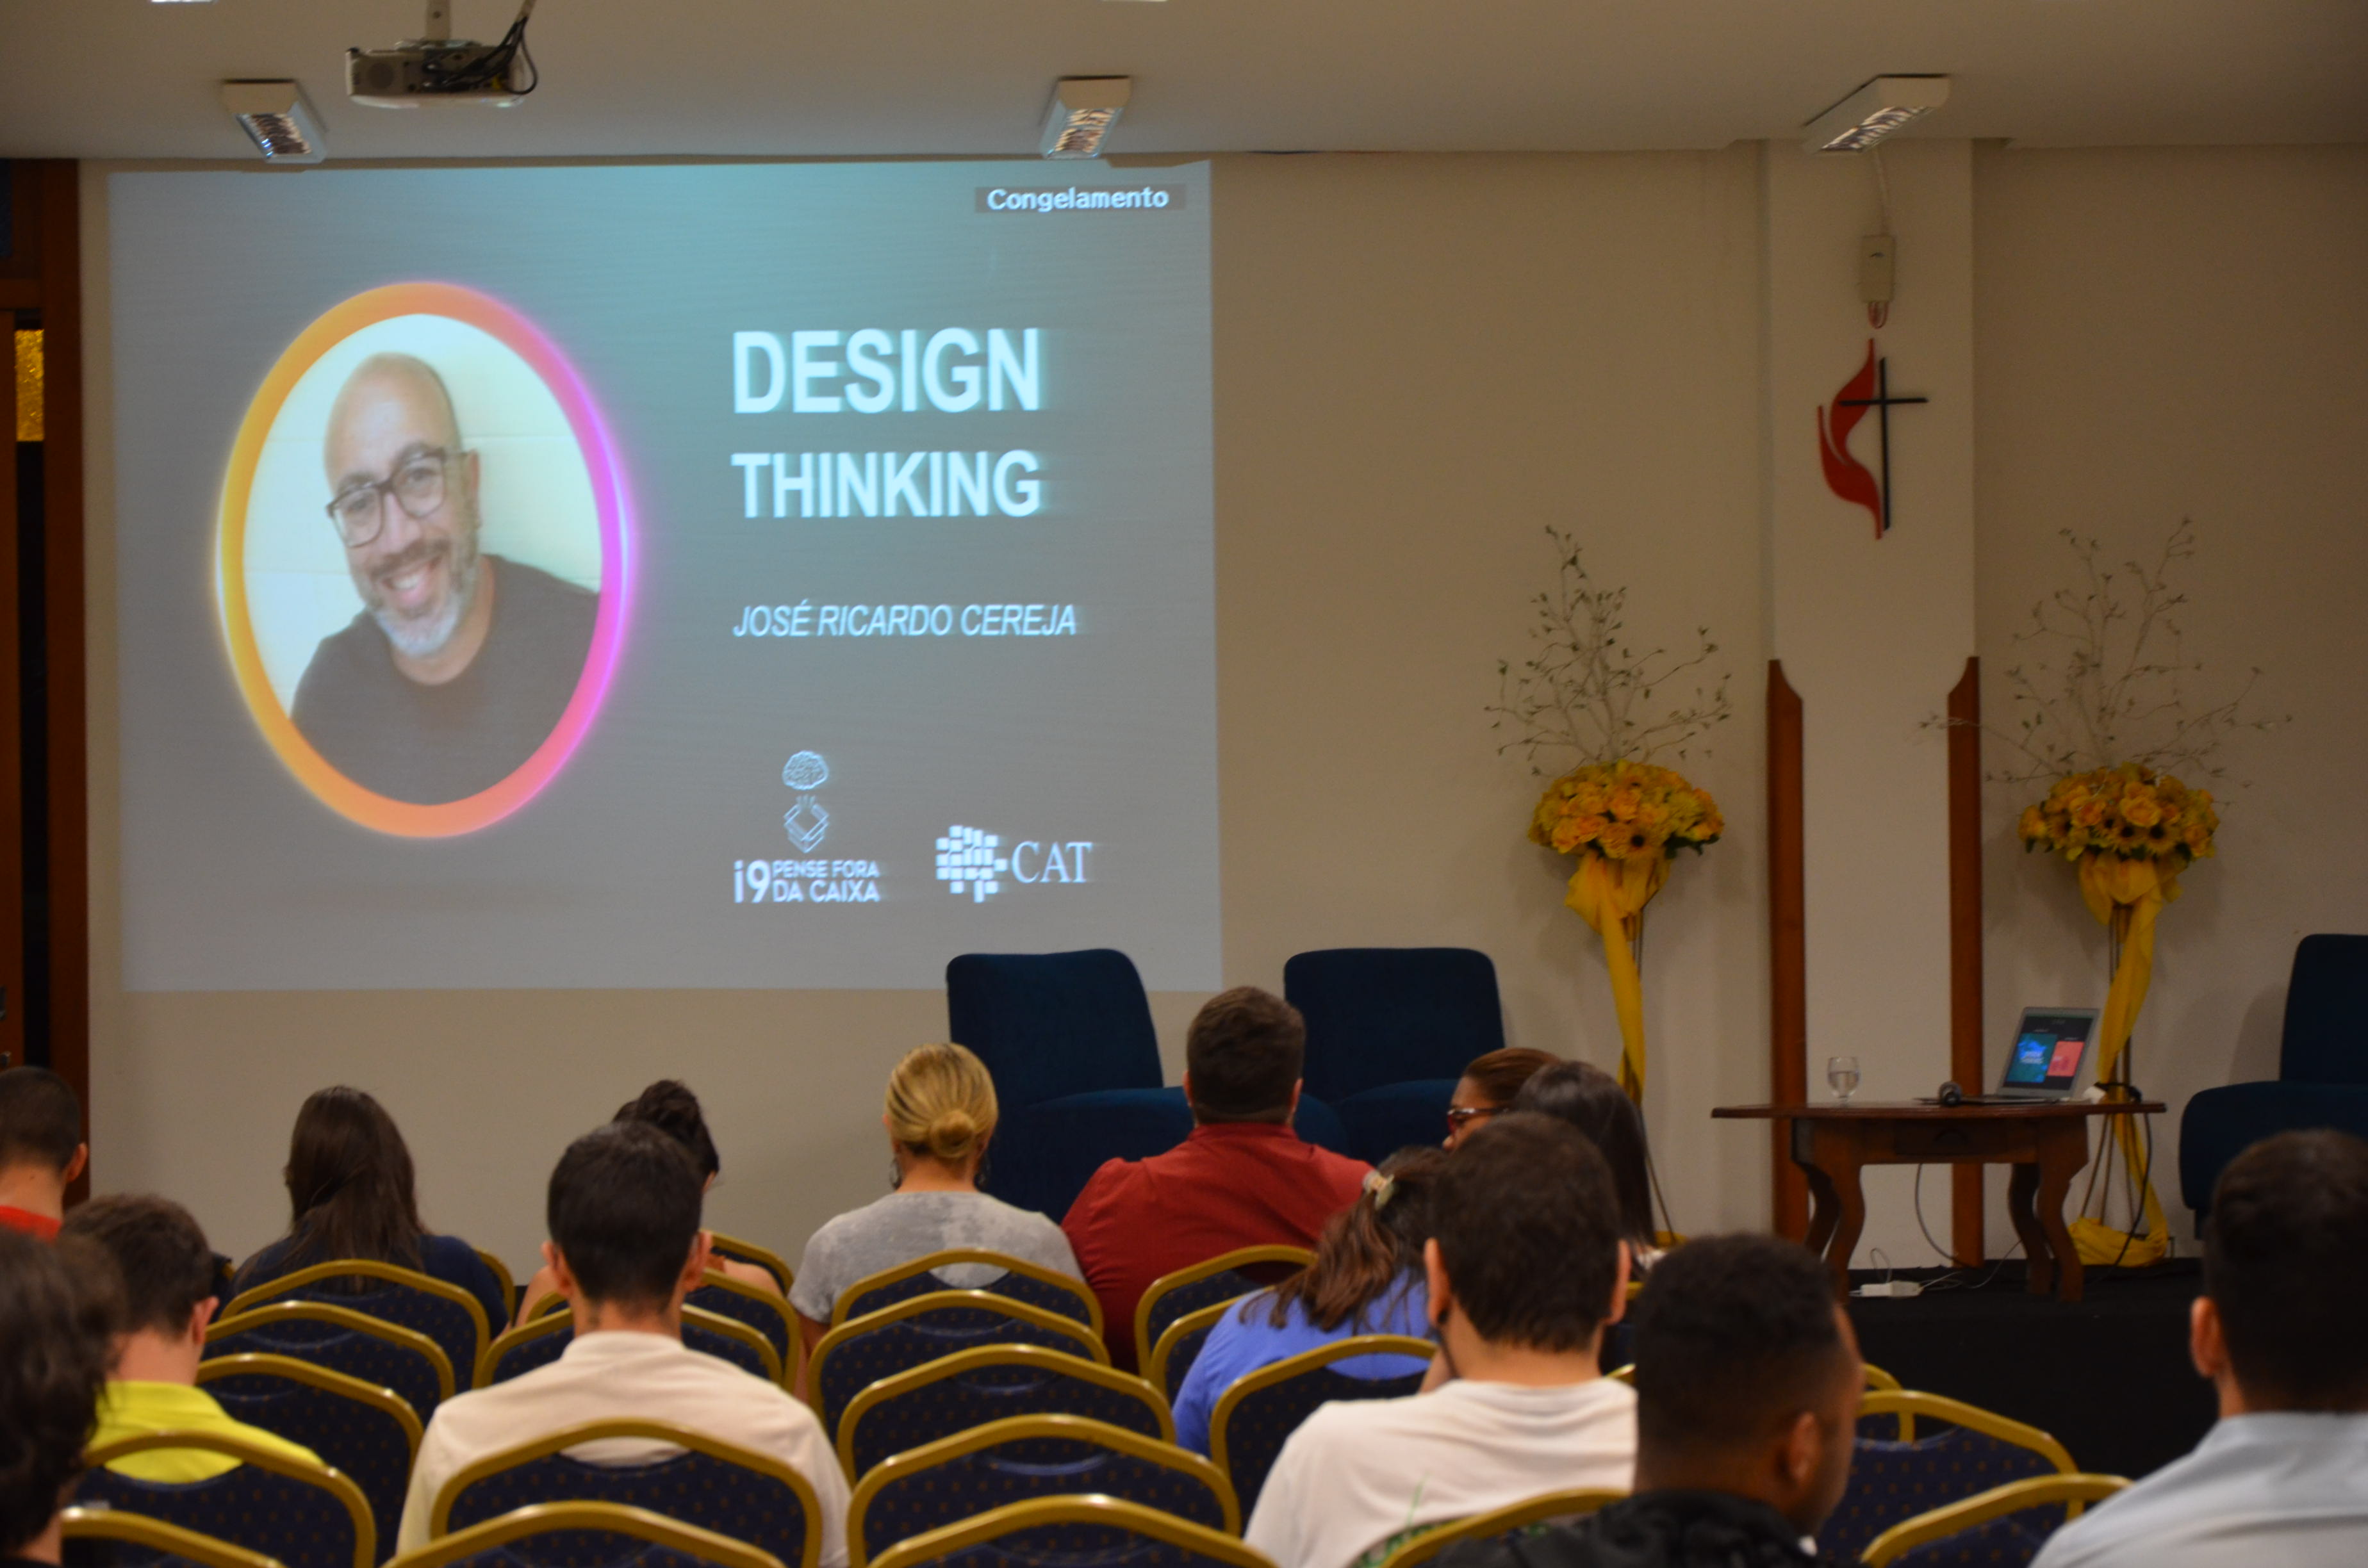 Congelamento
DESIGN
THINKING
JOSÉ RICARDO CEREJA
i9 PENSE FORA
DA CAIXA
CAT